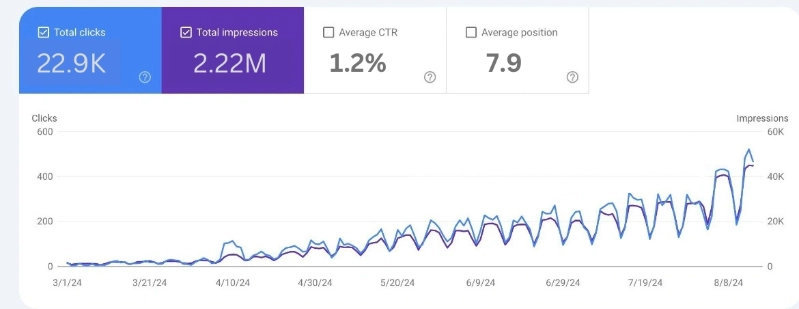 Total clicks
22.9K
Total impressions
2.22M
Average CTR
1.2%
Average position
7.9
Clicks
Impressions
600
60K
400
40K
200
20K
0
0
3/1/24
3/21/24
4/10/24
4/30/24
5/20/24
6/9/24
6/29/24
7/19/24
8/8/24